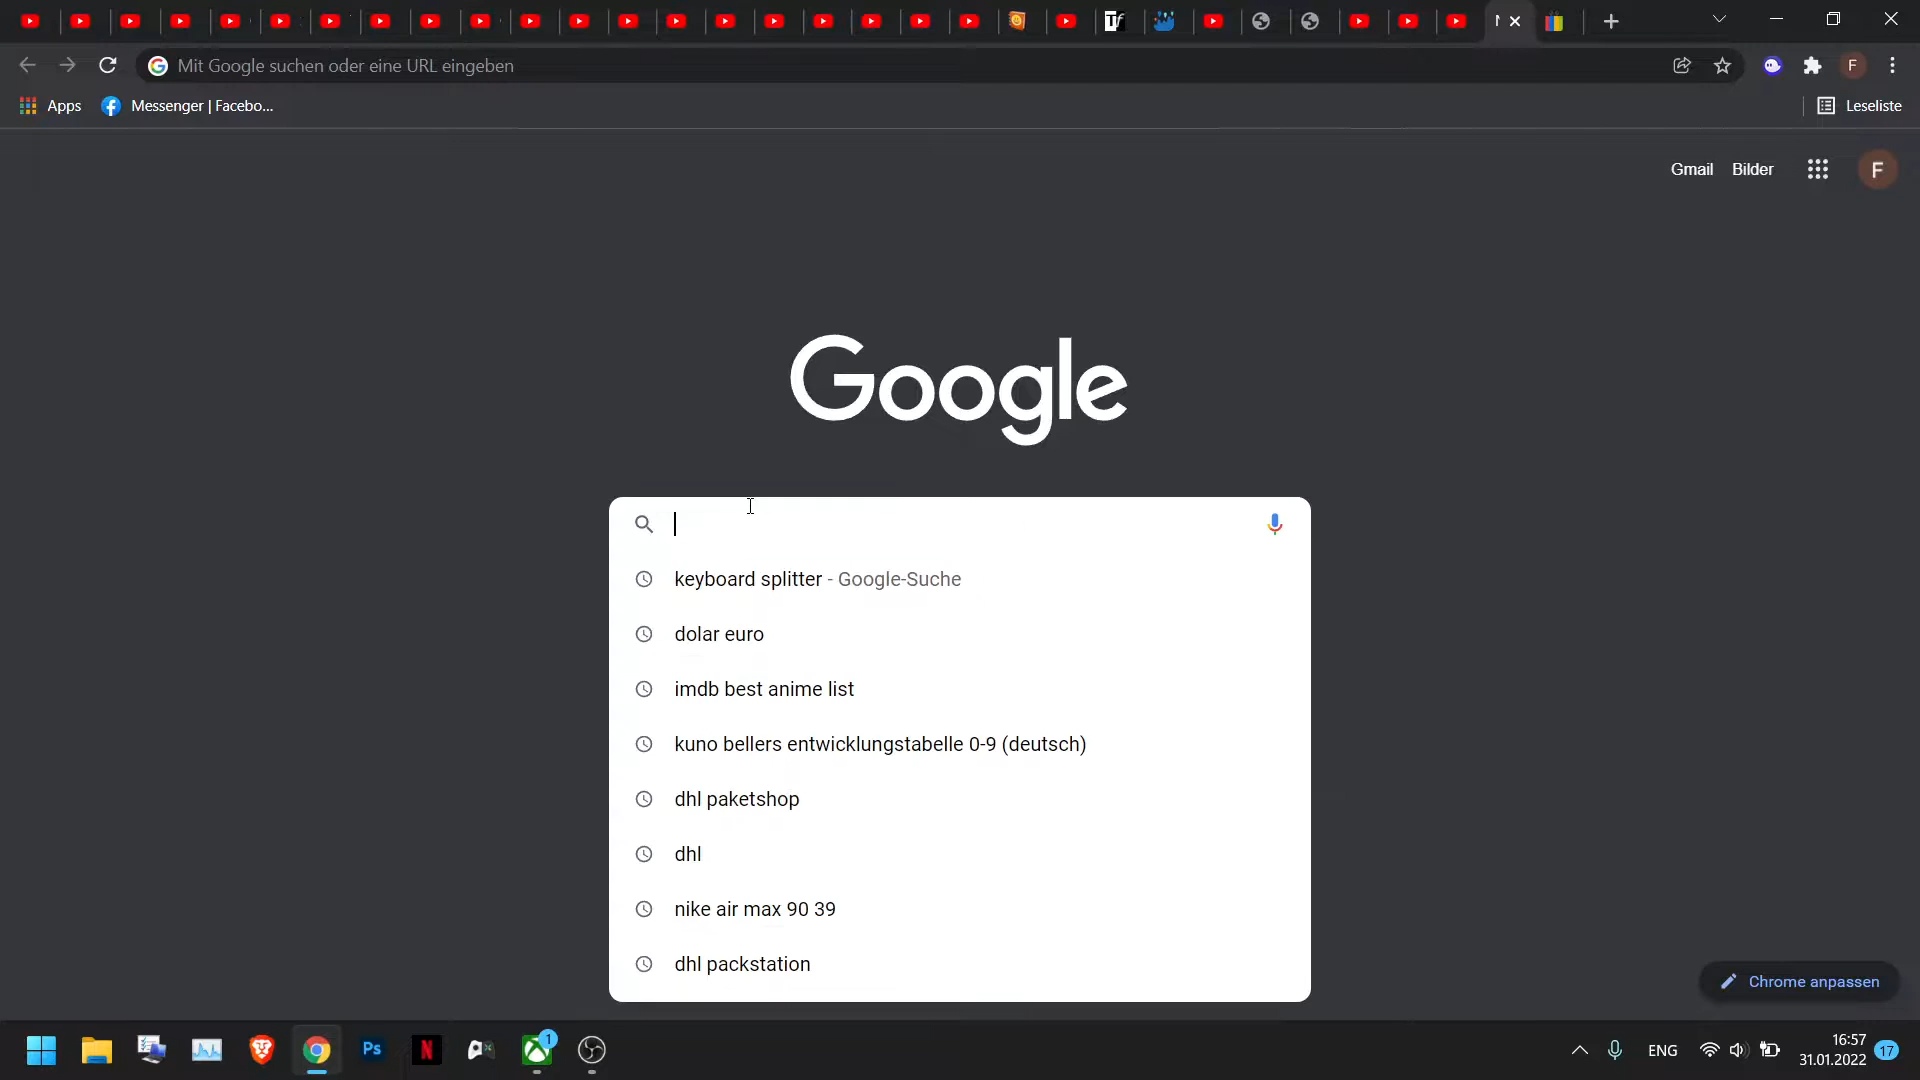 Mit Google suchen oder eine URL eingeben
F
Apps
Messenger | Facebo...
Leseliste
Gmail
Bilder
F
Google
keyboard splitter - Google-Suche
dolar euro
imdb best anime list
kuno bellers entwicklungstabelle 0-9 (deutsch)
dhl paketshop
dhl
nike air max 90 39
dhl packstation
Chrome anpassen
Ps
N
1
ENG
16:57
31.01.2022
17